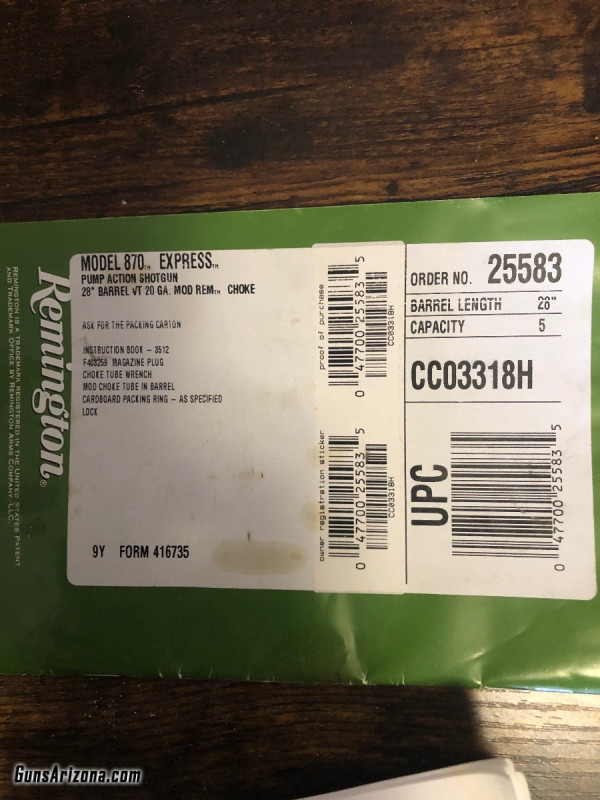 Remington®
REMINGTON IS A TRADEMARK REGISTERED IN THE UNITED STATES PATENT
AND TRADEMARK OFFICE BY REMINGTON ARMS COMPANY, LLC.
MODEL 870™ EXPRESS™
PUMP ACTION SHOTGUN
28" BARREL VT 20 GA. MOD REM™ CHOKE
ASK FOR THE PACKING CARTON
INSTRUCTION BOOK - 3512
MAGAZINE PLUG
CHOKE TUBE WRENCH
MOD CHOKE TUBE IN BARREL
CARDBOARD PACKING RING - AS SPECIFIED
LOCK
9Y FORM 416735
proof of purchase
0 47700 25583 5
CC03318H
owner registration sticker
0 47700 25583 5
CC03318H
ORDER NO. 25583
BARREL LENGTH 28"
CAPACITY 5
CC03318H
UPC
0 47700 25583 5
GunsArizona.com